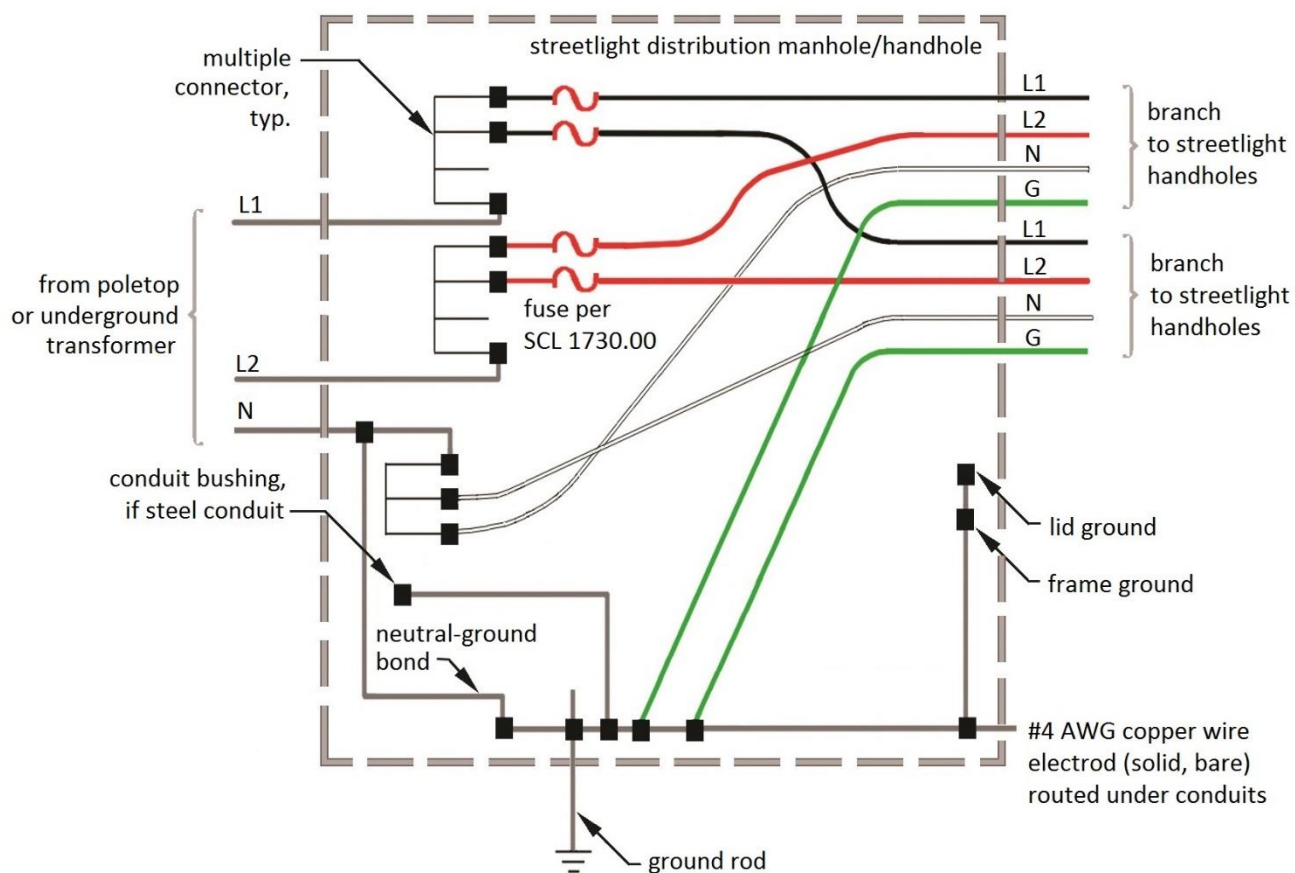 streetlight distribution manhole/handhole
multiple
connector,
typ.
L1
L2
N
G
L1
L2
N
G
branch
to streetlight
handholes
branch
to streetlight
handholes
L1
from poletop
or underground
transformer
fuse per
SCL 1730.00
L2
N
conduit bushing,
if steel conduit
lid ground
frame ground
neutral-ground
bond
#4 AWG copper wire
electrod (solid, bare)
routed under conduits
ground rod